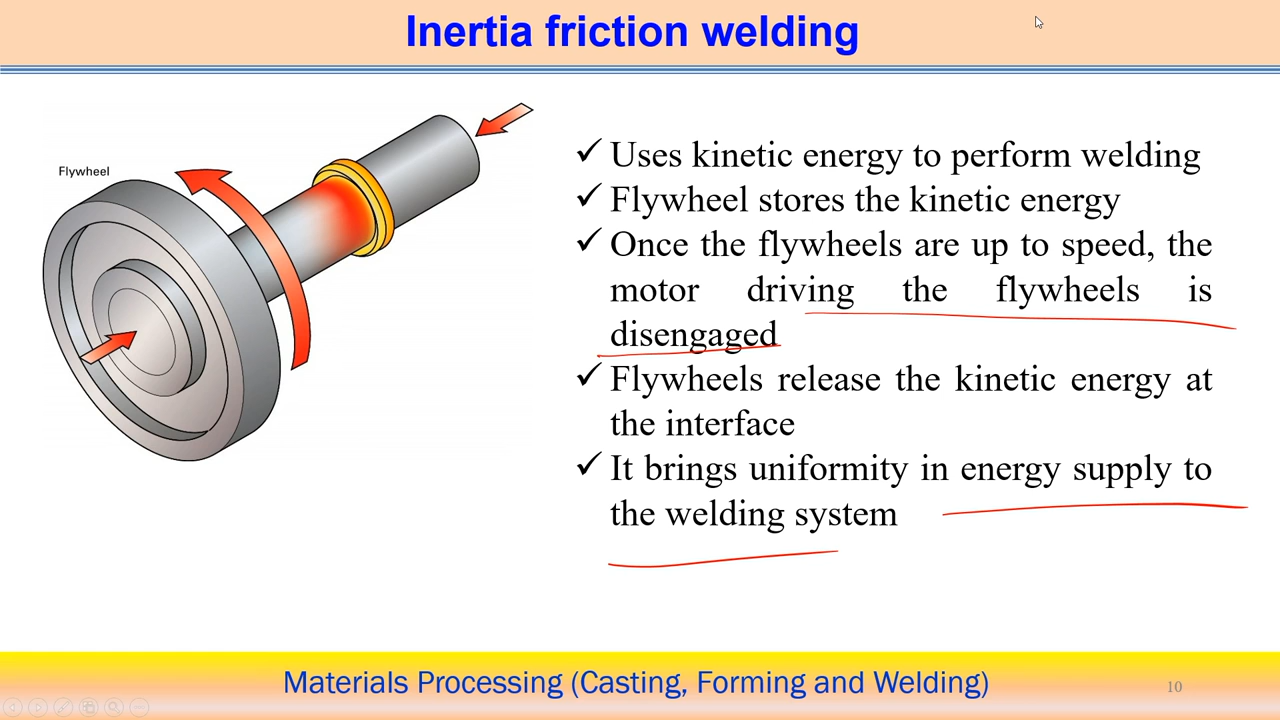 Inertia friction welding
Flywheel
✓ Uses kinetic energy to perform welding
✓ Flywheel stores the kinetic energy
✓ Once the flywheels are up to speed, the
motor driving the flywheels is
disengaged
✓ Flywheels release the kinetic energy at
the interface
✓ It brings uniformity in energy supply to
the welding system
Materials Processing (Casting, Forming and Welding)
10